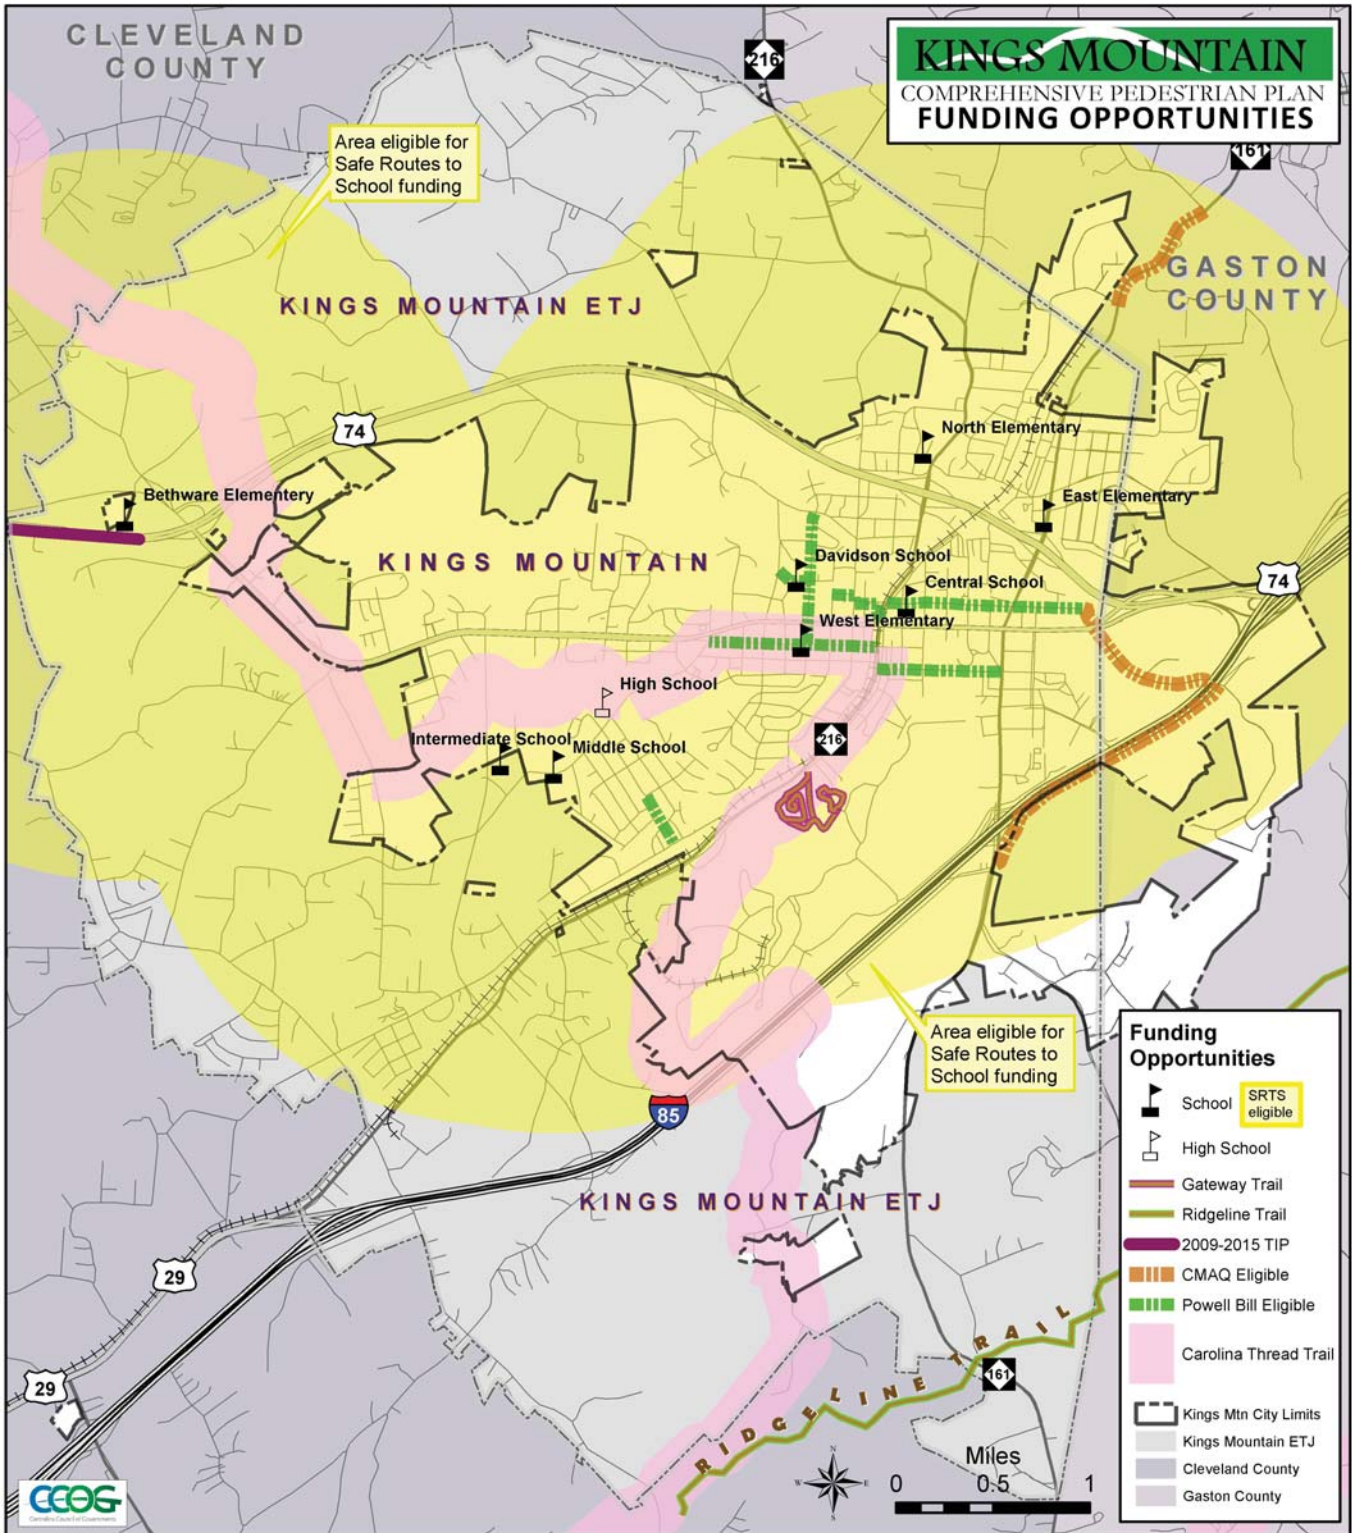 CLEVELAND
COUNTY
216
KINGS MOUNTAIN
COMPREHENSIVE PEDESTRIAN PLAN
FUNDING OPPORTUNITIES
161
Area eligible for
Safe Routes to
School funding
GASTON
COUNTY
KINGS MOUNTAIN ETJ
74
North Elementary
Bethware Elementery
East Elementary
KINGS MOUNTAIN
Davidson School
Central School
74
West Elementary
High School
Intermediate School
Middle School
216
Area eligible for
Safe Routes to
School funding
85
KINGS MOUNTAIN ETJ
29
29
161
RIDGELINE TRAIL
Miles
0 0.5 1
N
W E
S
Funding
Opportunities
School
SRTS
eligible
High School
Gateway Trail
Ridgeline Trail
2009-2015 TIP
CMAQ Eligible
Powell Bill Eligible
Carolina Thread Trail
Kings Mtn City Limits
Kings Mountain ETJ
Cleveland County
Gaston County
CCOG
Centralina Council of Governments